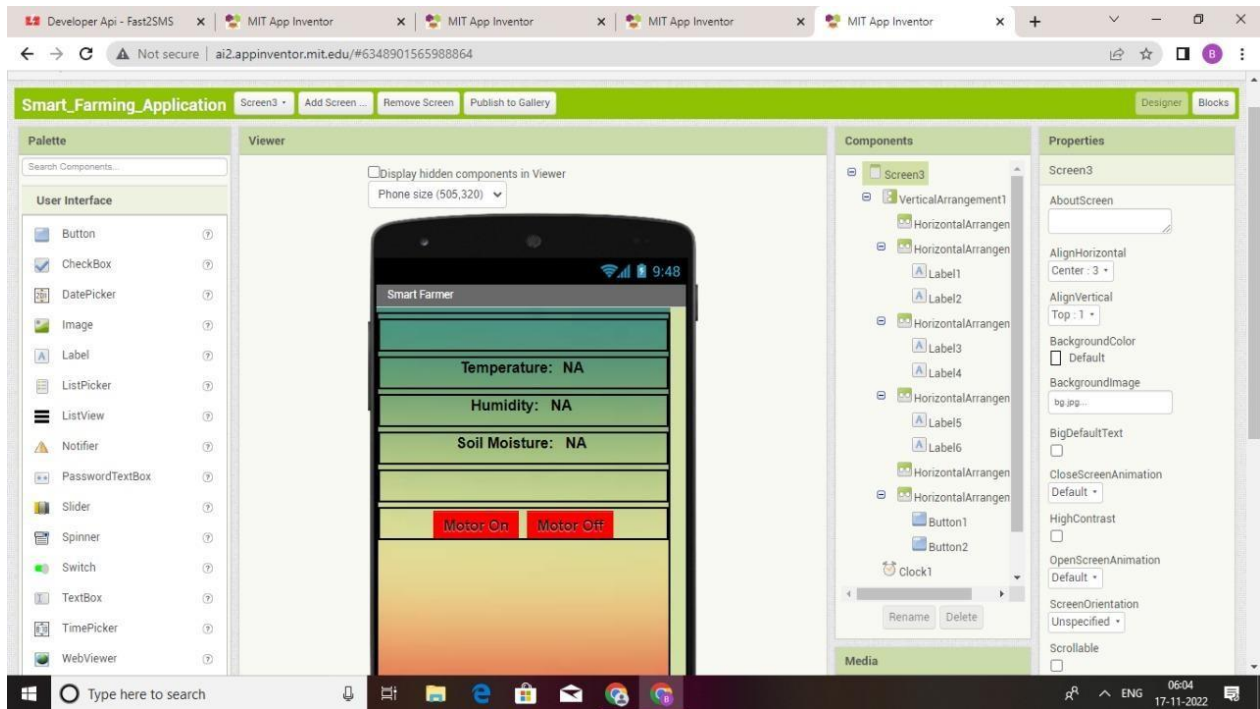 Developer Api - Fast2SMS
MIT App Inventor
MIT App Inventor
MIT App Inventor
MIT App Inventor
Not secure | ai2.appinventor.mit.edu/#6348901565988864
B
Smart_Farming_Application
Screen3
Add Screen ...
Remove Screen
Publish to Gallery
Designer
Blocks
Palette
Search Components...
User Interface
Button
CheckBox
DatePicker
Image
Label
ListPicker
ListView
Notifier
PasswordTextBox
Slider
Spinner
Switch
TextBox
TimePicker
WebViewer
Viewer
Display hidden components in Viewer
Phone size (505,320)
9:48
Smart Farmer
Temperature: NA
Humidity: NA
Soil Moisture: NA
Motor On Motor Off
Components
Screen3
VerticalArrangement1
HorizontalArrangen
HorizontalArrangen
Label1
Label2
HorizontalArrangen
Label3
Label4
HorizontalArrangen
Label5
Label6
HorizontalArrangen
HorizontalArrangen
Button1
Button2
Clock1
Rename Delete
Media
Properties
Screen3
AboutScreen
AlignHorizontal
Center : 3
AlignVertical
Top : 1
BackgroundColor
Default
BackgroundImage
bg.jpg...
BigDefaultText
CloseScreenAnimation
Default
HighContrast
OpenScreenAnimation
Default
ScreenOrientation
Unspecified
Scrollable
Type here to search
ENG
06:04
17-11-2022